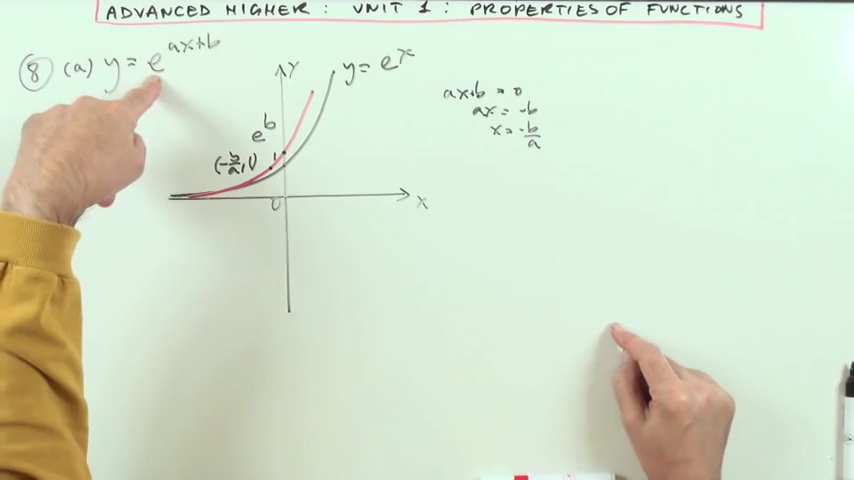 ADVANCED HIGHER : UNIT 1 : PROPERTIES OF FUNCTIONS
⑧ (a) y = e^(ax+b)
Y
y = e^x
e^b
(-b/a, 1)
1
0
X
ax+b = 0
ax = -b
x = -b/a